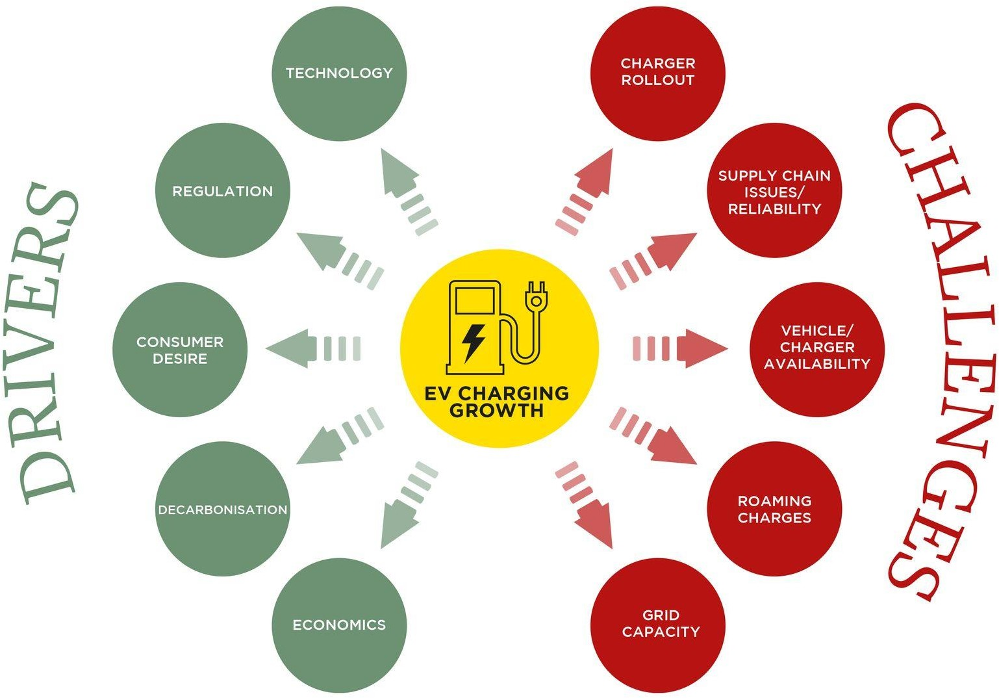 DRIVERS
TECHNOLOGY
REGULATION
CONSUMER
DESIRE
DECARBONISATION
ECONOMICS
EV CHARGING
GROWTH
CHARGER
ROLLOUT
SUPPLY CHAIN
ISSUES/
RELIABILITY
VEHICLE/
CHARGER
AVAILABILITY
ROAMING
CHARGES
GRID
CAPACITY
CHALLENGES